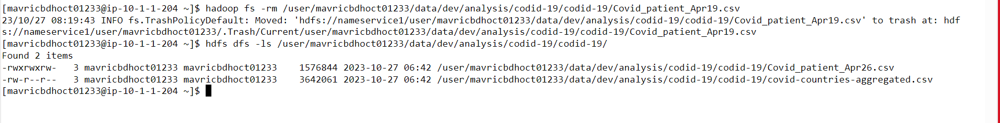 [mavricbdhoct01233@ip-10-1-1-204 ~]$ hadoop fs -rm /user/mavricbdhoct01233/data/dev/analysis/codid-19/codid-19/Covid_patient_Apr19.csv
23/10/27 08:19:43 INFO fs.TrashPolicyDefault: Moved: 'hdfs://nameservice1/user/mavricbdhoct01233/data/dev/analysis/codid-19/codid-19/Covid_patient_Apr19.csv' to trash at: hdf
s://nameservice1/user/mavricbdhoct01233/.Trash/Current/user/mavricbdhoct01233/data/dev/analysis/codid-19/codid-19/Covid_patient_Apr19.csv
[mavricbdhoct01233@ip-10-1-1-204 ~]$ hdfs dfs -ls /user/mavricbdhoct01233/data/dev/analysis/codid-19/codid-19/
Found 2 items
-rwxrwxrw-   3 mavricbdhoct01233 mavricbdhoct01233    1576844 2023-10-27 06:42 /user/mavricbdhoct01233/data/dev/analysis/codid-19/codid-19/Covid_patient_Apr26.csv
-rw-r--r--   3 mavricbdhoct01233 mavricbdhoct01233    3642061 2023-10-27 06:42 /user/mavricbdhoct01233/data/dev/analysis/codid-19/codid-19/covid-countries-aggregated.csv
[mavricbdhoct01233@ip-10-1-1-204 ~]$